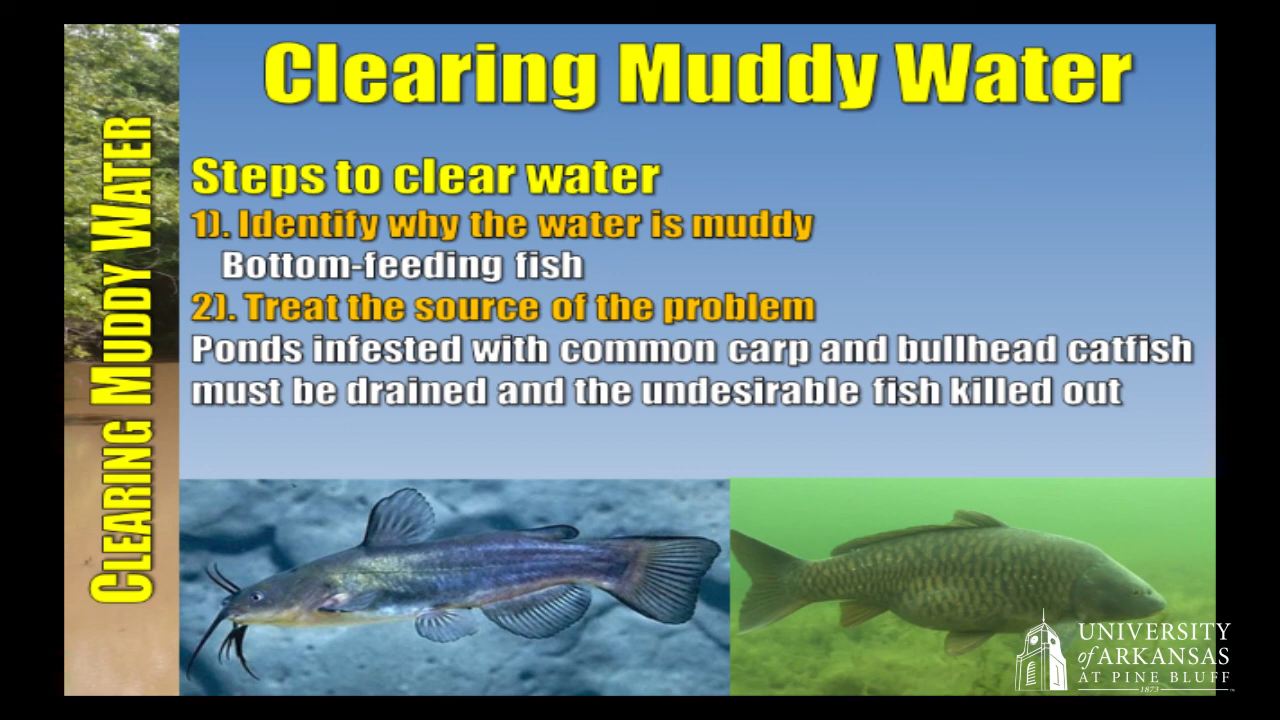 Clearing Muddy Water
CLEARING MUDDY WATER
Steps to clear water
1). Identify why the water is muddy
Bottom-feeding fish
2). Treat the source of the problem
Ponds infested with common carp and bullhead catfish
must be drained and the undesirable fish killed out
UNIVERSITY
of ARKANSAS
AT PINE BLUFF
1873